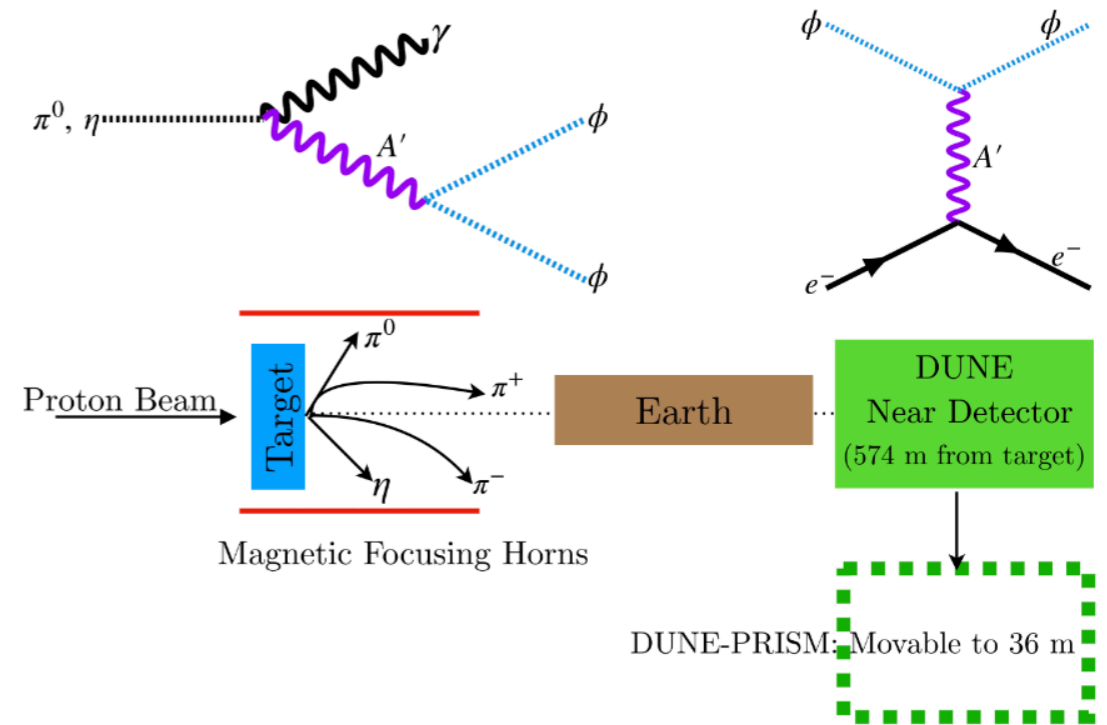 π⁰, η
γ
A′
ϕ
ϕ
ϕ
ϕ
A′
e⁻
e⁻
Proton Beam
Target
π⁰
π⁺
η
π⁻
Magnetic Focusing Horns
Earth
DUNE
Near Detector
(574 m from target)
DUNE-PRISM: Movable to 36 m